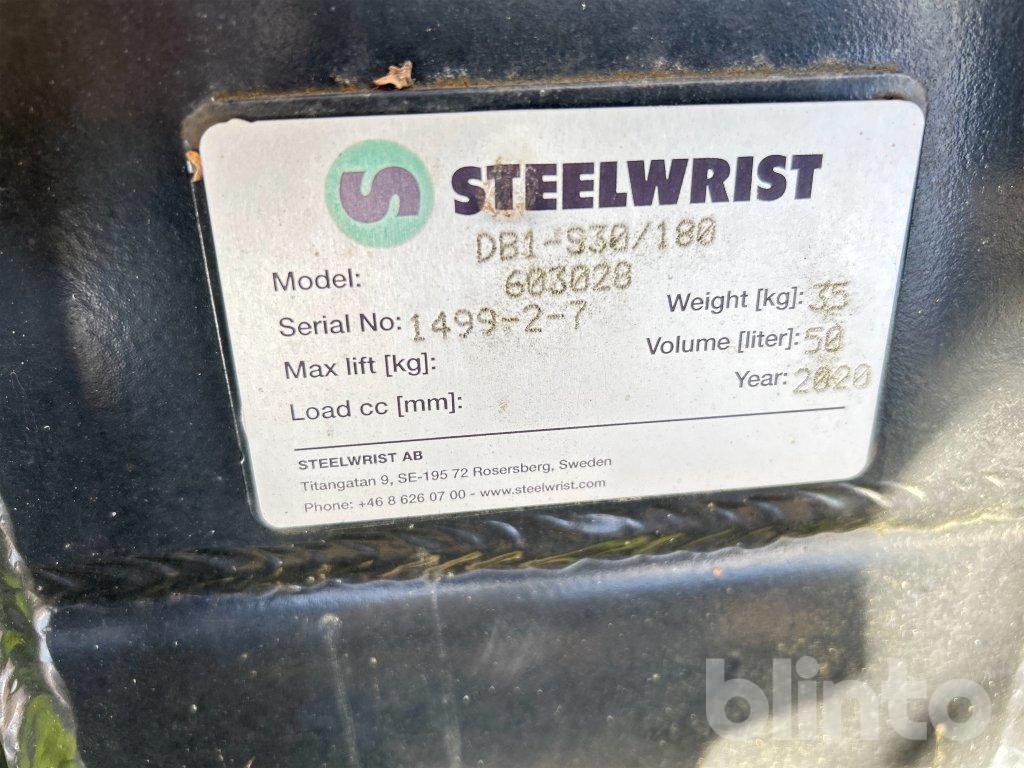 STEELWRIST
DB1-S30/180
Model: 603028
Serial No: 1499-2-7
Weight [kg]: 35
Max lift [kg]:
Volume [liter]: 50
Load cc [mm]:
Year: 2020
STEELWRIST AB
Titangatan 9, SE-195 72 Rosersberg, Sweden
Phone: +46 8 626 07 00 - www.steelwrist.com
blinto